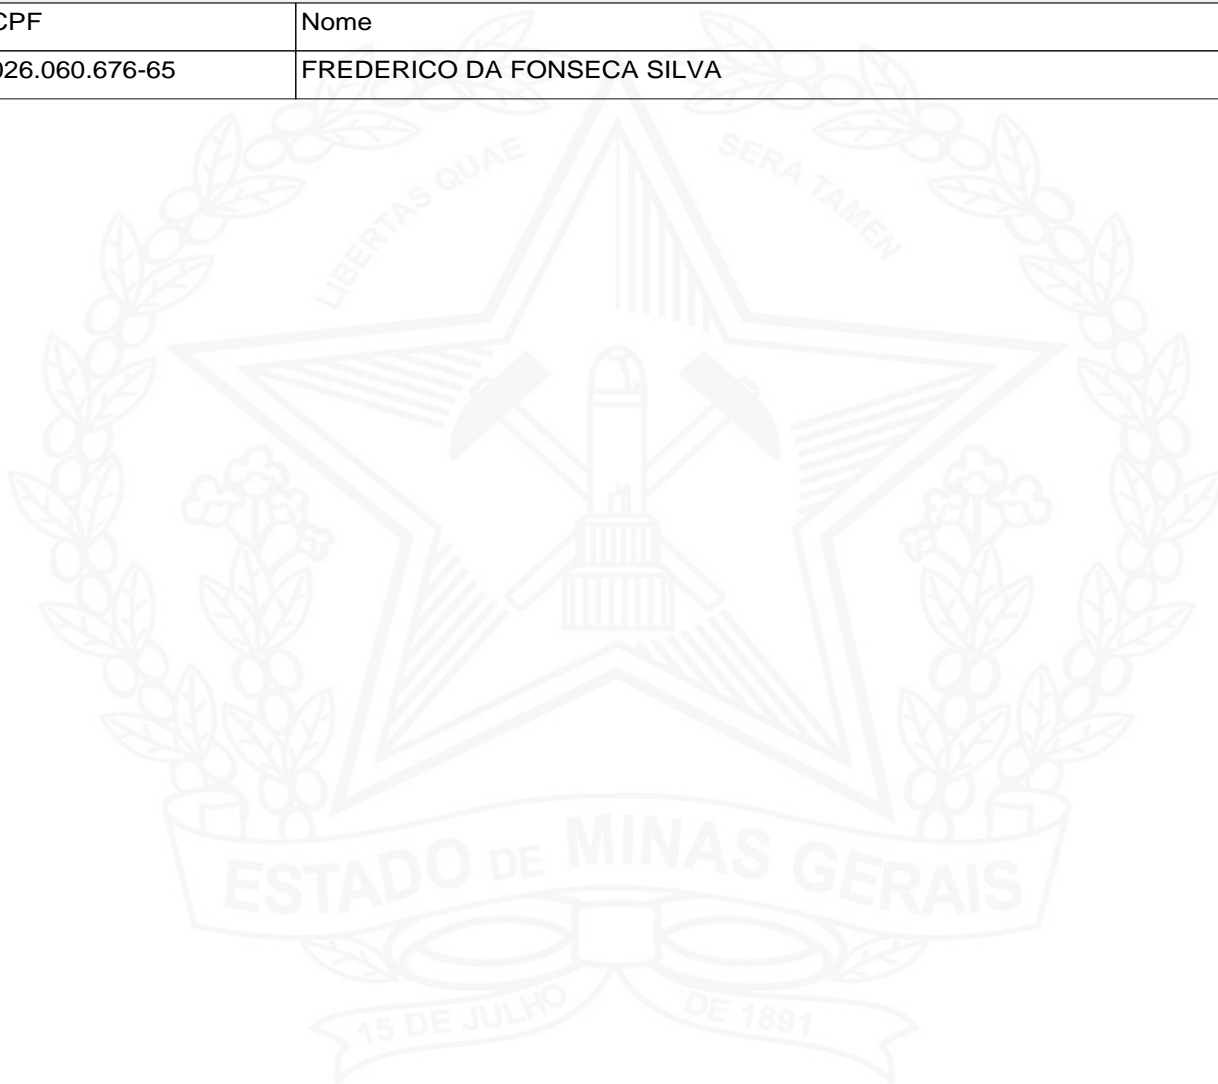 CPF Nome
026.060.676-65 FREDERICO DA FONSECA SILVA
LIBERTAS QUAE SERA TAMEN
ESTADO DE MINAS GERAIS
15 DE JULHO DE 1891